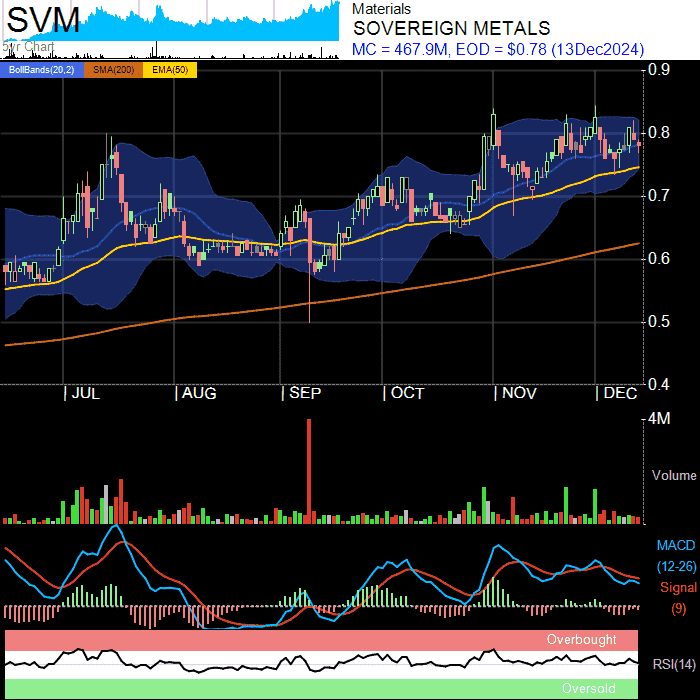 SVM
5yr Chart
Materials
SOVEREIGN METALS
MC = 467.9M, EOD = $0.78 (13Dec2024)
BollBands(20,2) SMA(200) EMA(50)
0.9
0.8
0.7
0.6
0.5
0.4
| JUL | AUG | SEP | OCT | NOV | DEC
4M
Volume
MACD
(12-26)
Signal
(9)
Overbought
RSI(14)
Oversold